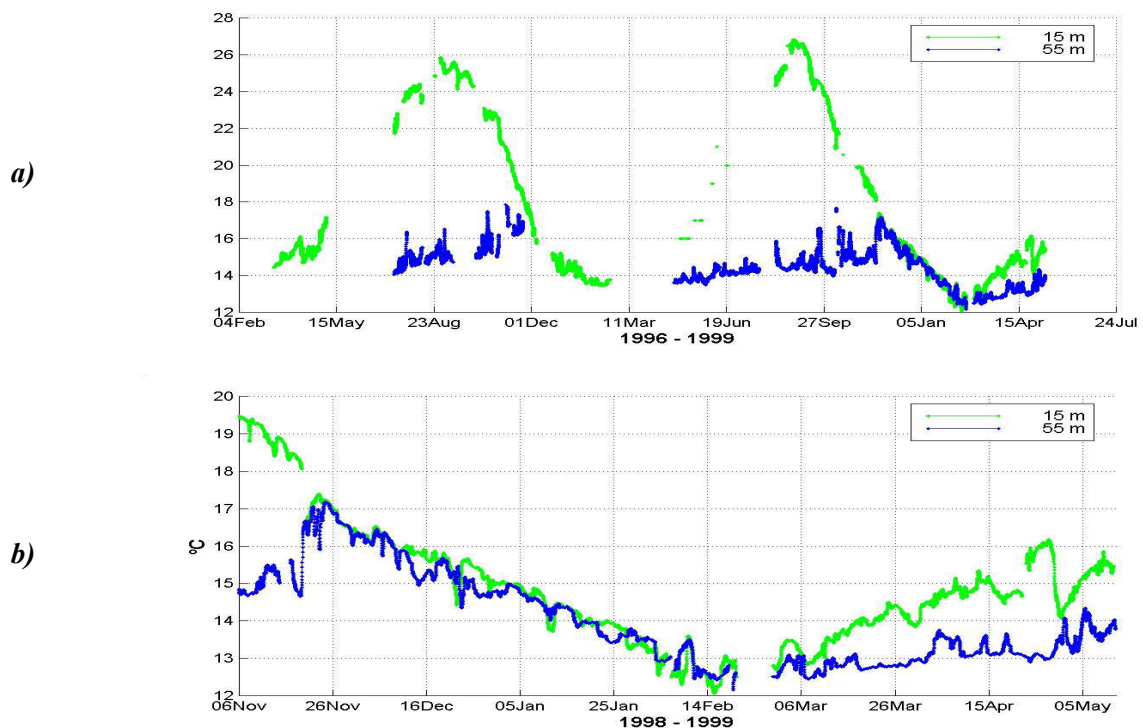 a)
28
26
24
22
20
18
16
14
12
15 m
55 m
04Feb 15May 23Aug 01Dec 11Mar 19Jun 27Sep 05Jan 15Apr 24Jul
1996 - 1999
b)
ºC
20
19
18
17
16
15
14
13
12
15 m
55 m
06Nov 26Nov 16Dec 05Jan 25Jan 14Feb 06Mar 26Mar 15Apr 05May
1998 - 1999